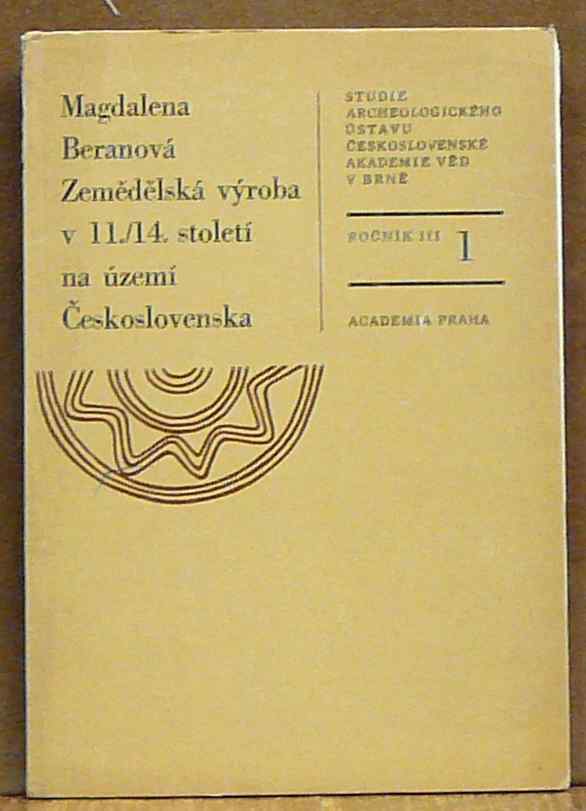 Magdalena
Beranová
Zemědělská výroba
v 11./14. století
na území
Československa
STUDIE
ARCHEOLOGICKÉHO
ÚSTAVU
ČESKOSLOVENSKÉ
AKADEMIE VĚD
V BRNĚ
ROČNÍK III 1
ACADEMIA PRAHA